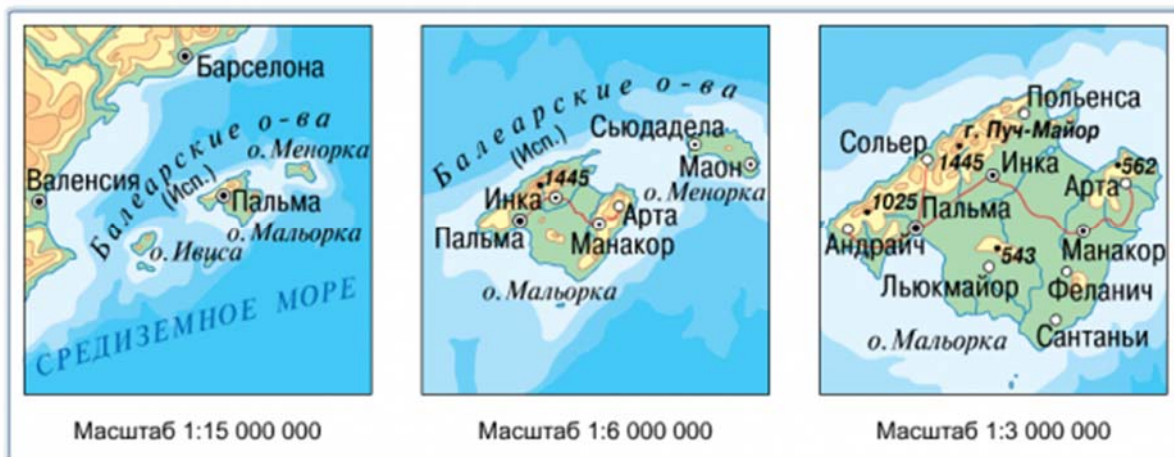 Барселона
Балеарские о-ва
(Исп.)
о. Менорка
Валенсия
Пальма
о. Мальорка
о. Ивиса
СРЕДИЗЕМНОЕ МОРЕ
Масштаб 1:15 000 000
Балеарские о-ва
(Исп.)
Сьюдадела
Маон
о. Менорка
1445
Инка
Арта
Пальма
Манакор
о. Мальорка
Масштаб 1:6 000 000
Польенса
г. Пуч-Майор
Сольер
1445
Инка
562
Арта
1025
Пальма
Андрайч
Манакор
543
Льюкмайор
Феланич
Сантаньи
о. Мальорка
Масштаб 1:3 000 000